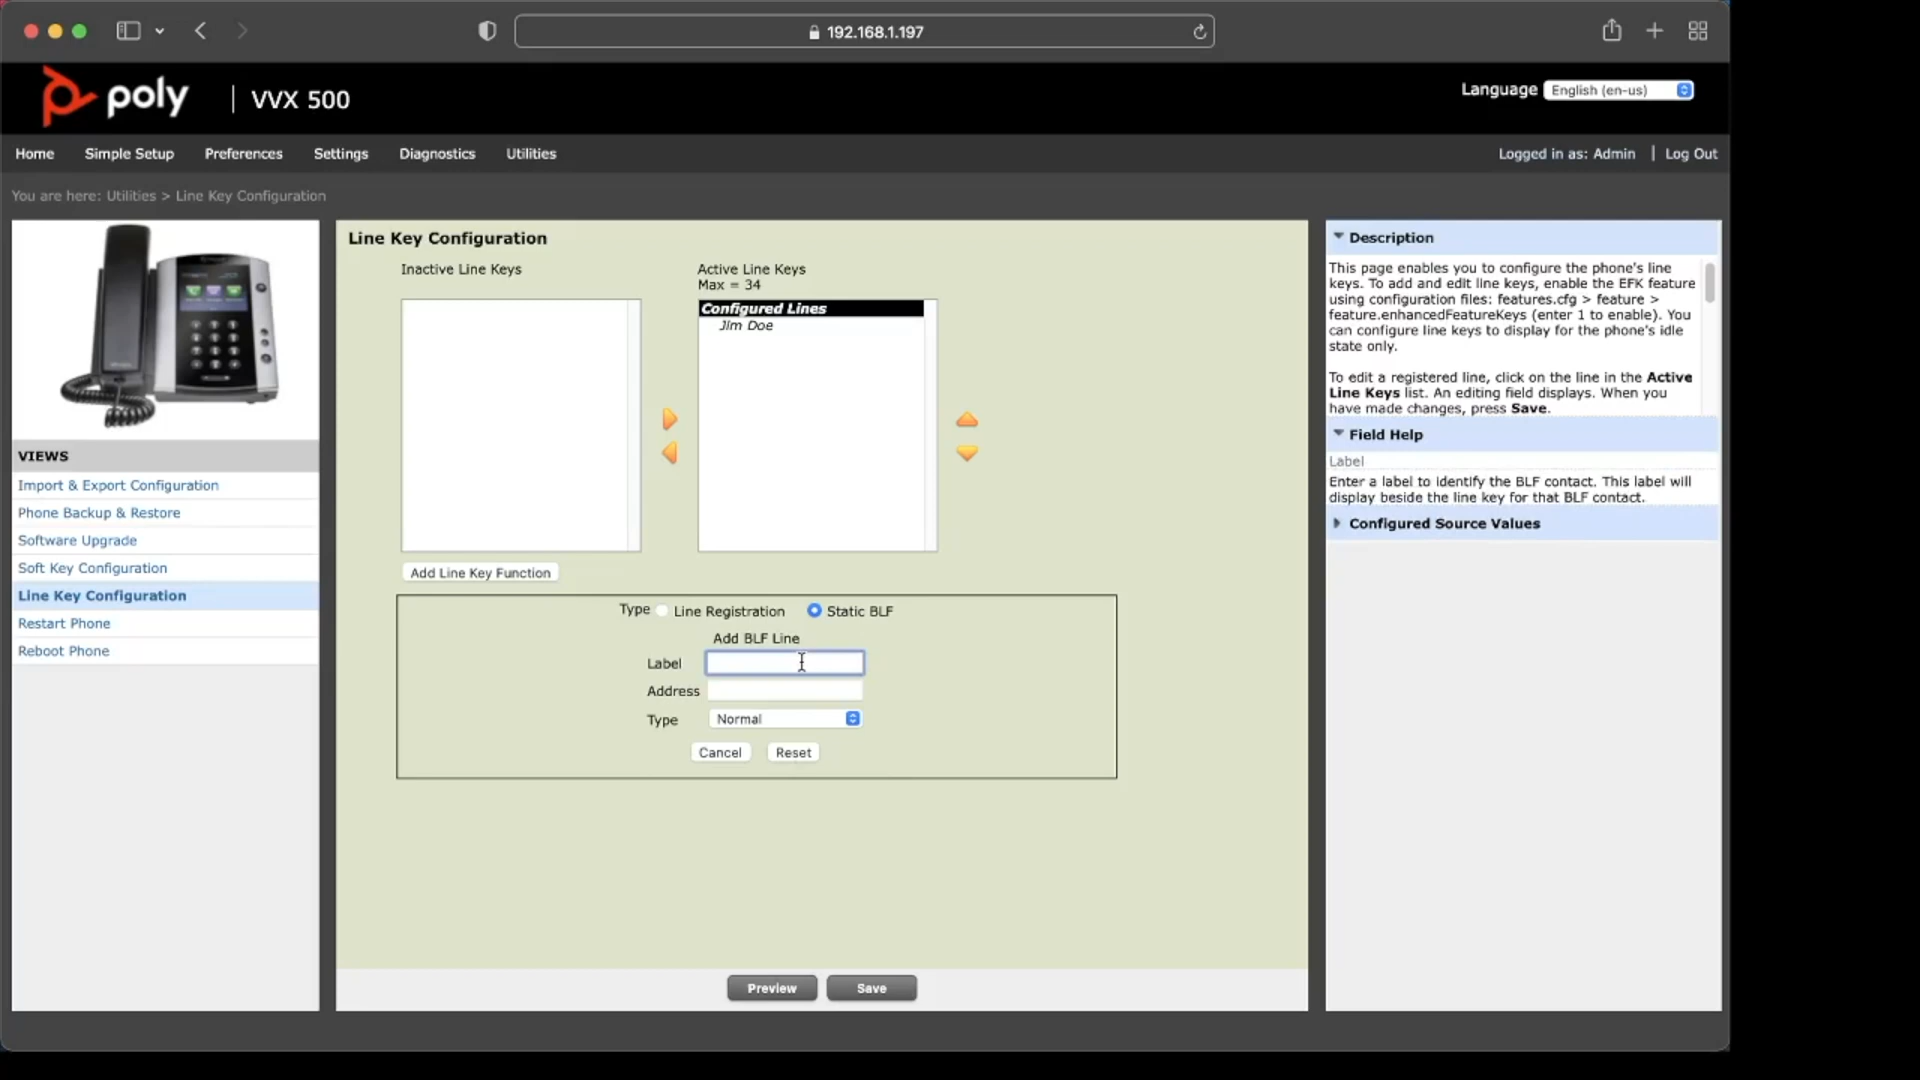 192.168.1.197
poly | VVX 500
Language English (en-us)
Home Simple Setup Preferences Settings Diagnostics Utilities
Logged in as: Admin | Log Out
You are here: Utilities > Line Key Configuration
VIEWS
Import & Export Configuration
Phone Backup & Restore
Software Upgrade
Soft Key Configuration
Line Key Configuration
Restart Phone
Reboot Phone
Line Key Configuration
Inactive Line Keys
Active Line Keys
Max = 34
Configured Lines
Jim Doe
Add Line Key Function
Type Line Registration Static BLF
Add BLF Line
Label
Address
Type Normal
Cancel Reset
Preview Save
Description
This page enables you to configure the phone's line
keys. To add and edit line keys, enable the EFK feature
using configuration files: features.cfg > feature >
feature.enhancedFeatureKeys (enter 1 to enable). You
can configure line keys to display for the phone's idle
state only.
To edit a registered line, click on the line in the Active
Line Keys list. An editing field displays. When you
have made changes, press Save.
Field Help
Label
Enter a label to identify the BLF contact. This label will
display beside the line key for that BLF contact.
Configured Source Values